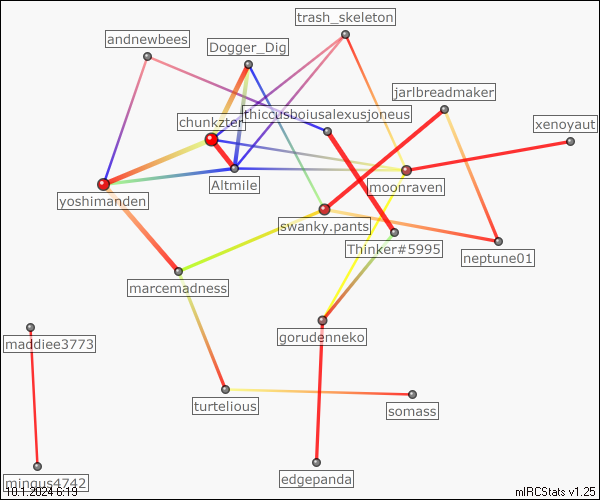 trash_skeleton
andnewbees
Dogger_Dig
jarlbreadmaker
thiccusboiusalexusjoneus
chunkzter
xenoyaut
Altmile
moonraven
yoshimanden
swanky.pants
Thinker#5995
neptune01
marcemadness
gorudenneko
maddiee3773
turtelious
somass
edgepanda
mingus4742
10.1.2024 6:19
mIRCStats v1.25